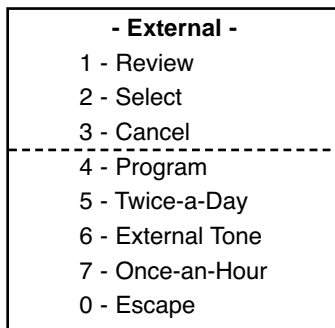 - External -
1 - Review
2 - Select
3 - Cancel
4 - Program
5 - Twice-a-Day
6 - External Tone
7 - Once-an-Hour
0 - Escape